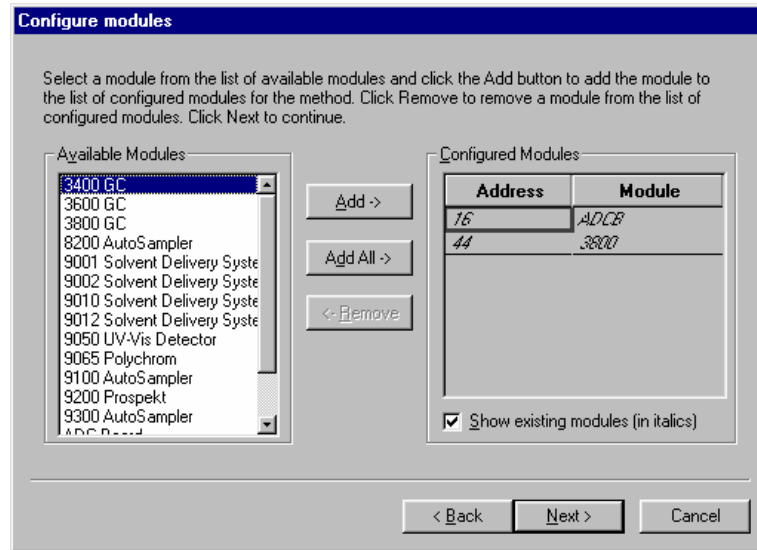 Configure modules
Select a module from the list of available modules and click the Add button to add the module to
the list of configured modules for the method. Click Remove to remove a module from the list of
configured modules. Click Next to continue.
Available Modules
3400 GC
3600 GC
3800 GC
8200 AutoSampler
9001 Solvent Delivery Syste
9002 Solvent Delivery Syste
9010 Solvent Delivery Syste
9012 Solvent Delivery Syste
9050 UV-Vis Detector
9065 Polychrom
9100 AutoSampler
9200 Prospekt
9300 AutoSampler
ADC Board
Add ->
Add All ->
<- Remove
Configured Modules
Address Module
16 ADCB
44 3800
Show existing modules (in italics)
< Back Next > Cancel